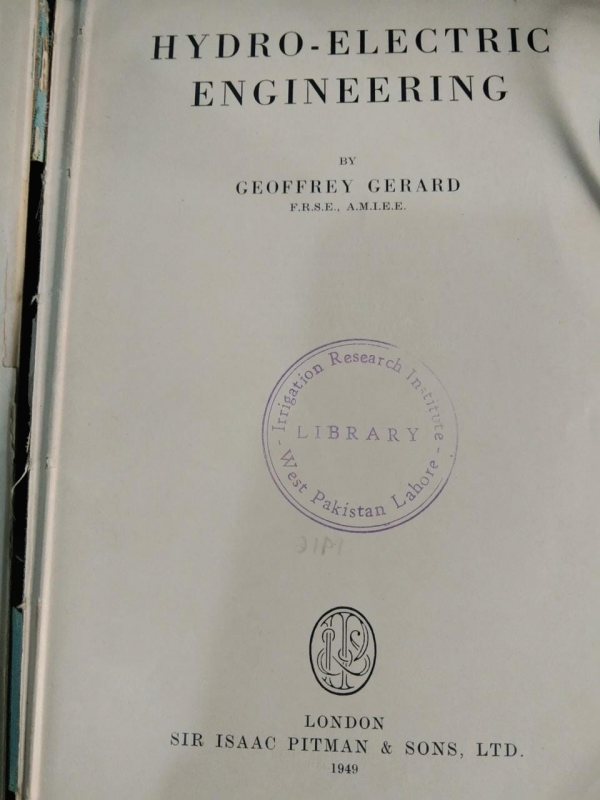 HYDRO-ELECTRIC
ENGINEERING
BY
GEOFFREY GERARD
F.R.S.E., A.M.I.E.E.
- Irrigation Research Institute -
LIBRARY
West Pakistan Lahore
LONDON
SIR ISAAC PITMAN & SONS, LTD.
1949